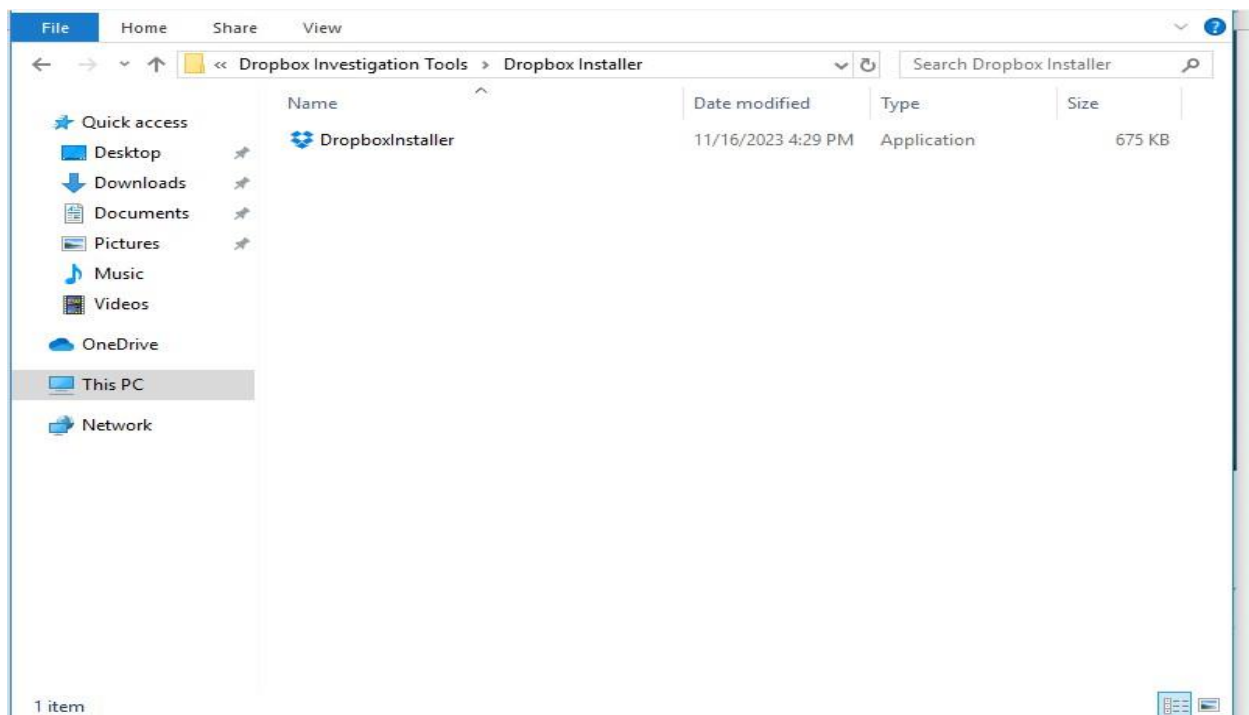 File Home Share View
« Dropbox Investigation Tools > Dropbox Installer Search Dropbox Installer
Name Date modified Type Size
Quick access
DropboxInstaller 11/16/2023 4:29 PM Application 675 KB
Desktop
Downloads
Documents
Pictures
Music
Videos
OneDrive
This PC
Network
1 item